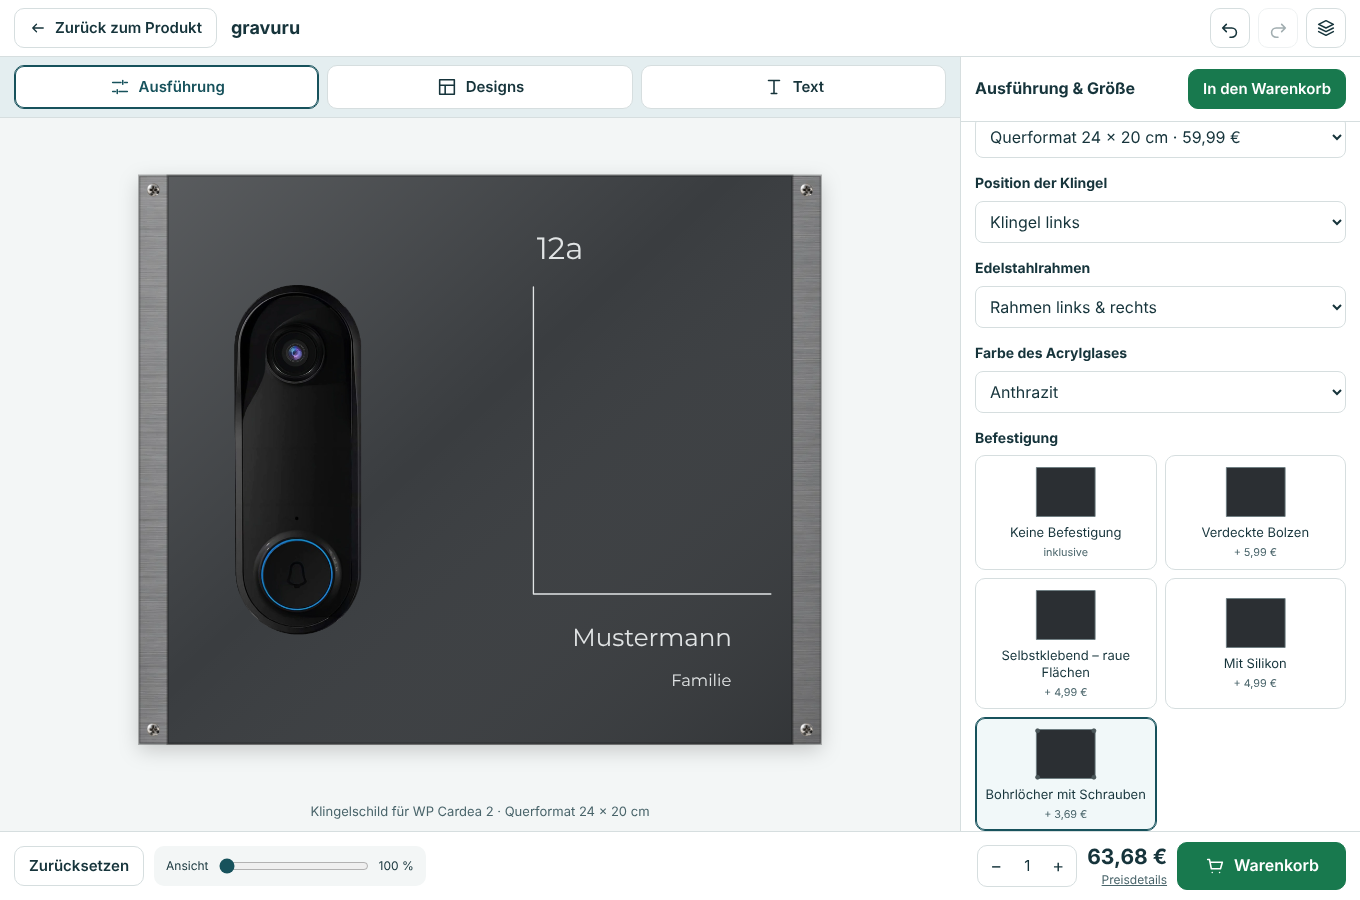 Zurück zum Produkt
gravuru
Ausführung
Designs
Text
Ausführung & Größe
In den Warenkorb
12a
Mustermann
Familie
Klingelschild für WP Cardea 2 · Querformat 24 × 20 cm
Querformat 24 × 20 cm · 59,99 €
Position der Klingel
Klingel links
Edelstahlrahmen
Rahmen links & rechts
Farbe des Acrylglases
Anthrazit
Befestigung
Keine Befestigung
inklusive
Verdeckte Bolzen
+ 5,99 €
Selbstklebend – raue
Flächen
+ 4,99 €
Mit Silikon
+ 4,99 €
Bohrlöcher mit Schrauben
+ 3,69 €
Zurücksetzen
Ansicht
100 %
− 1 +
63,68 €
Preisdetails
Warenkorb